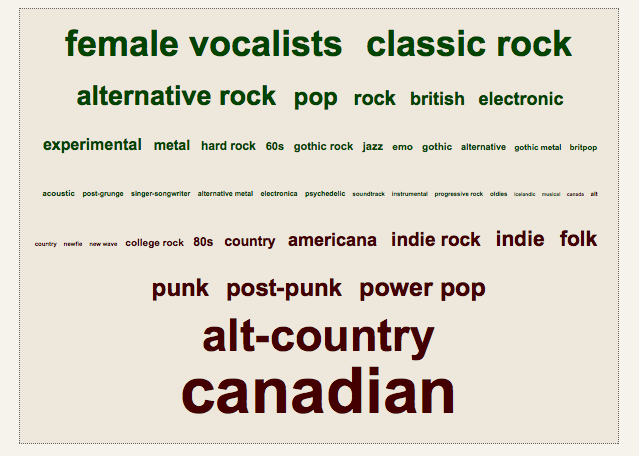 female vocalists classic rock
alternative rock pop rock british electronic
experimental metal hard rock 60s gothic rock jazz emo gothic alternative gothic metal britpop
acoustic post-grunge singer-songwriter alternative metal electronica psychedelic soundtrack instrumental progressive rock oldies icelandic musical canada alt
country newfie new wave college rock 80s country americana indie rock indie folk
punk post-punk power pop
alt-country
canadian